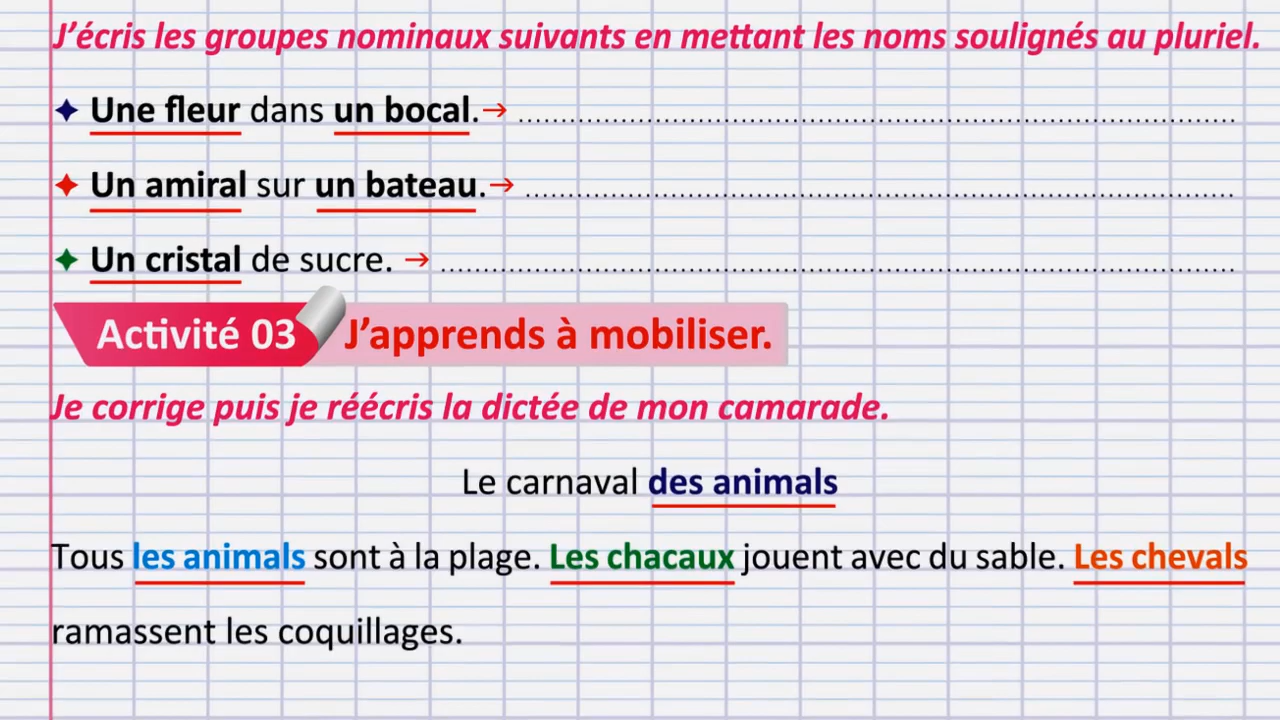 J’écris les groupes nominaux suivants en mettant les noms soulignés au pluriel.
✦ Une fleur dans un bocal.→ ........................................................................
✦ Un amiral sur un bateau.→ ........................................................................
✦ Un cristal de sucre. → ........................................................................
Activité 03 J’apprends à mobiliser.
Je corrige puis je réécris la dictée de mon camarade.
Le carnaval des animals
Tous les animals sont à la plage. Les chacaux jouent avec du sable. Les chevals
ramassent les coquillages.